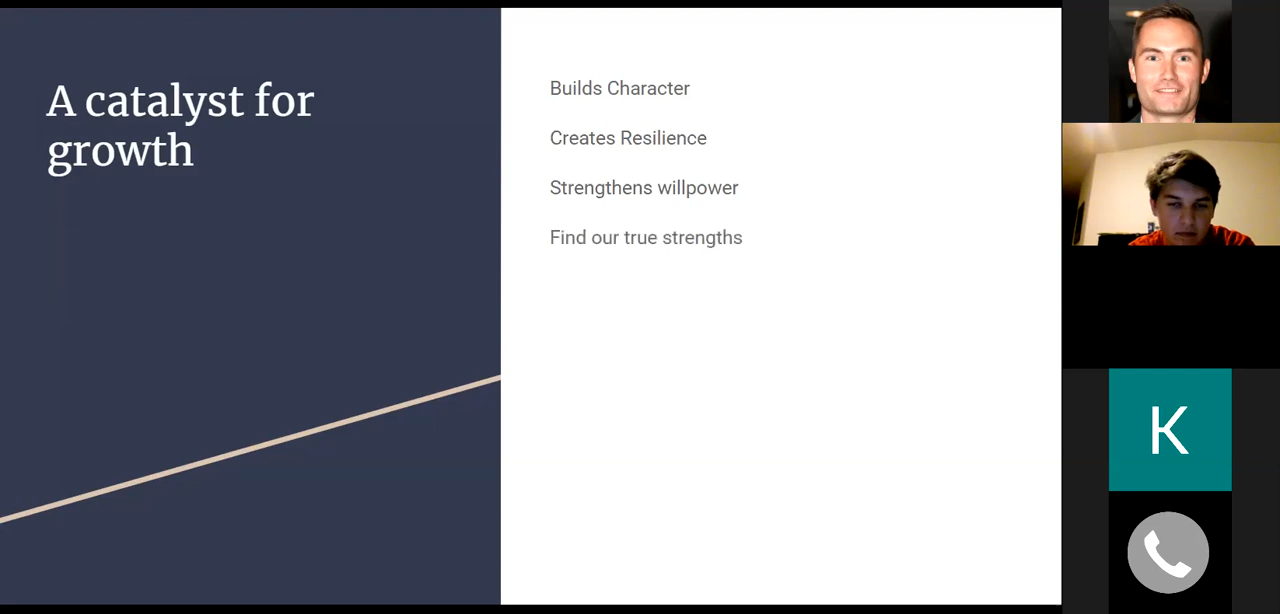 A catalyst for
growth
Builds Character
Creates Resilience
Strengthens willpower
Find our true strengths
K